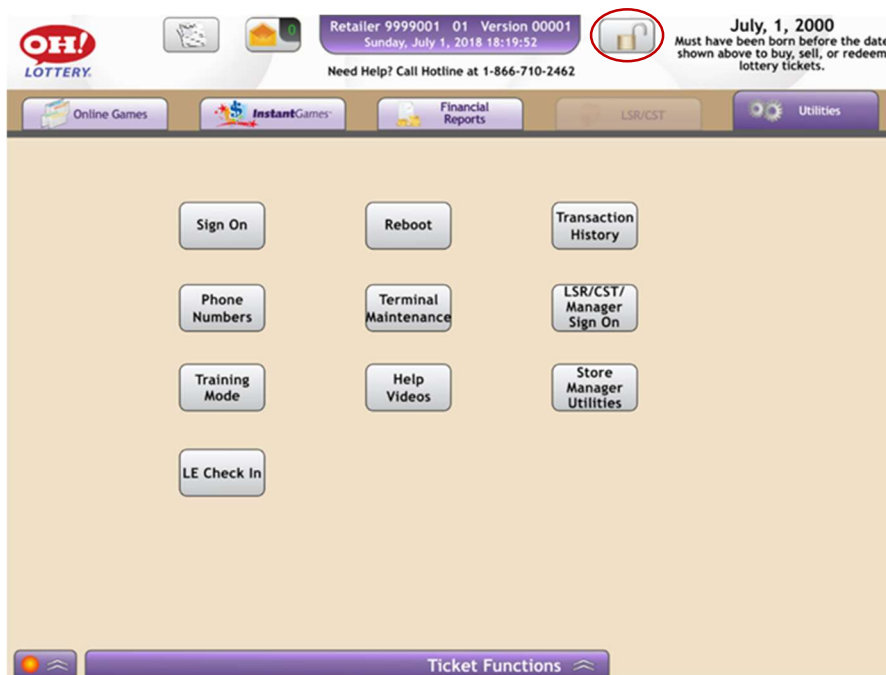 OH!
LOTTERY.
0
Retailer 9999001 01 Version 00001
Sunday, July 1, 2018 18:19:52
Need Help? Call Hotline at 1-866-710-2462
July, 1, 2000
Must have been born before the date
shown above to buy, sell, or redeem
lottery tickets.
Online Games
$
InstantGames
Financial
Reports
LSR/CST
Utilities
Sign On
Reboot
Transaction
History
Phone
Numbers
Terminal
Maintenance
LSR/CST/
Manager
Sign On
Training
Mode
Help
Videos
Store
Manager
Utilities
LE Check In
Ticket Functions